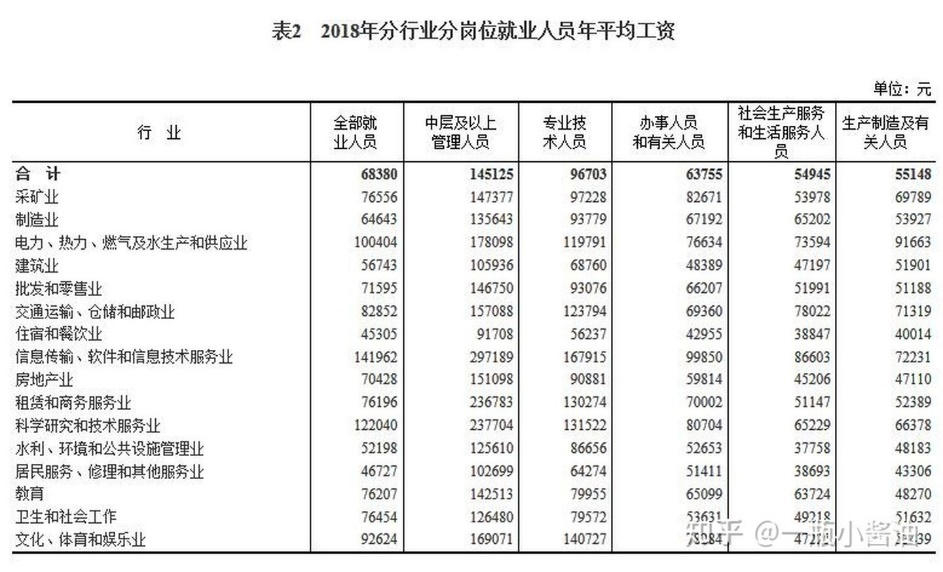 表2 2018年分行业分岗位就业人员年平均工资
单位：元
行 业 全部就业人员 中层及以上管理人员 专业技术人员 办事人员和有关人员 社会生产服务和生活服务人员 生产制造及有关人员
合 计 68380 145125 96703 63755 54945 55148
采矿业 76556 147377 97228 82671 53978 69789
制造业 64643 135643 93779 67192 65202 53927
电力、热力、燃气及水生产和供应业 100404 178098 119791 76634 73594 91663
建筑业 56743 105936 68760 48389 47197 51901
批发和零售业 71595 146750 93076 66207 51991 51188
交通运输、仓储和邮政业 82852 157088 123794 69360 78022 71319
住宿和餐饮业 45305 91708 56237 42955 38847 40014
信息传输、软件和信息技术服务业 141962 297189 167915 99850 86603 72231
房地产业 70428 151098 90881 59814 45206 47110
租赁和商务服务业 76196 236783 130274 70002 51147 52389
科学研究和技术服务业 122040 237704 131522 80704 65229 66378
水利、环境和公共设施管理业 52198 125610 86656 52653 37758 48183
居民服务、修理和其他服务业 46727 102699 64274 51411 38693 43306
教育 76207 142513 79955 65099 63724 48270
卫生和社会工作 76454 126480 79572 53631 49218 51632
文化、体育和娱乐业 92624 169071 140727
知乎 @一瓶小酱油